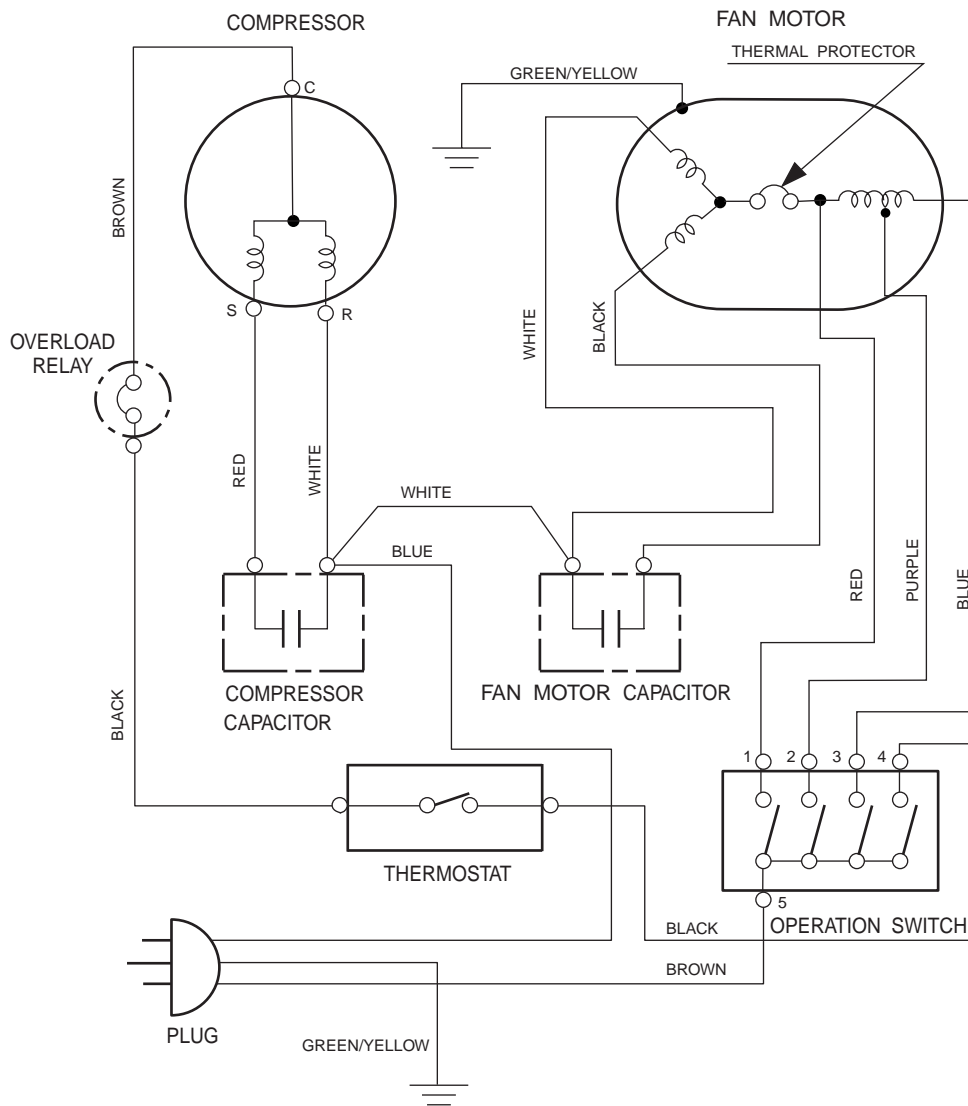 COMPRESSOR
FAN MOTOR
THERMAL PROTECTOR
GREEN/YELLOW
C
BROWN
S
R
WHITE
BLACK
OVERLOAD
RELAY
RED
WHITE
WHITE
BLUE
RED
PURPLE
BLUE
COMPRESSOR
CAPACITOR
FAN MOTOR CAPACITOR
BLACK
1
2
3
4
THERMOSTAT
5
OPERATION SWITCH
BLACK
BROWN
PLUG
GREEN/YELLOW